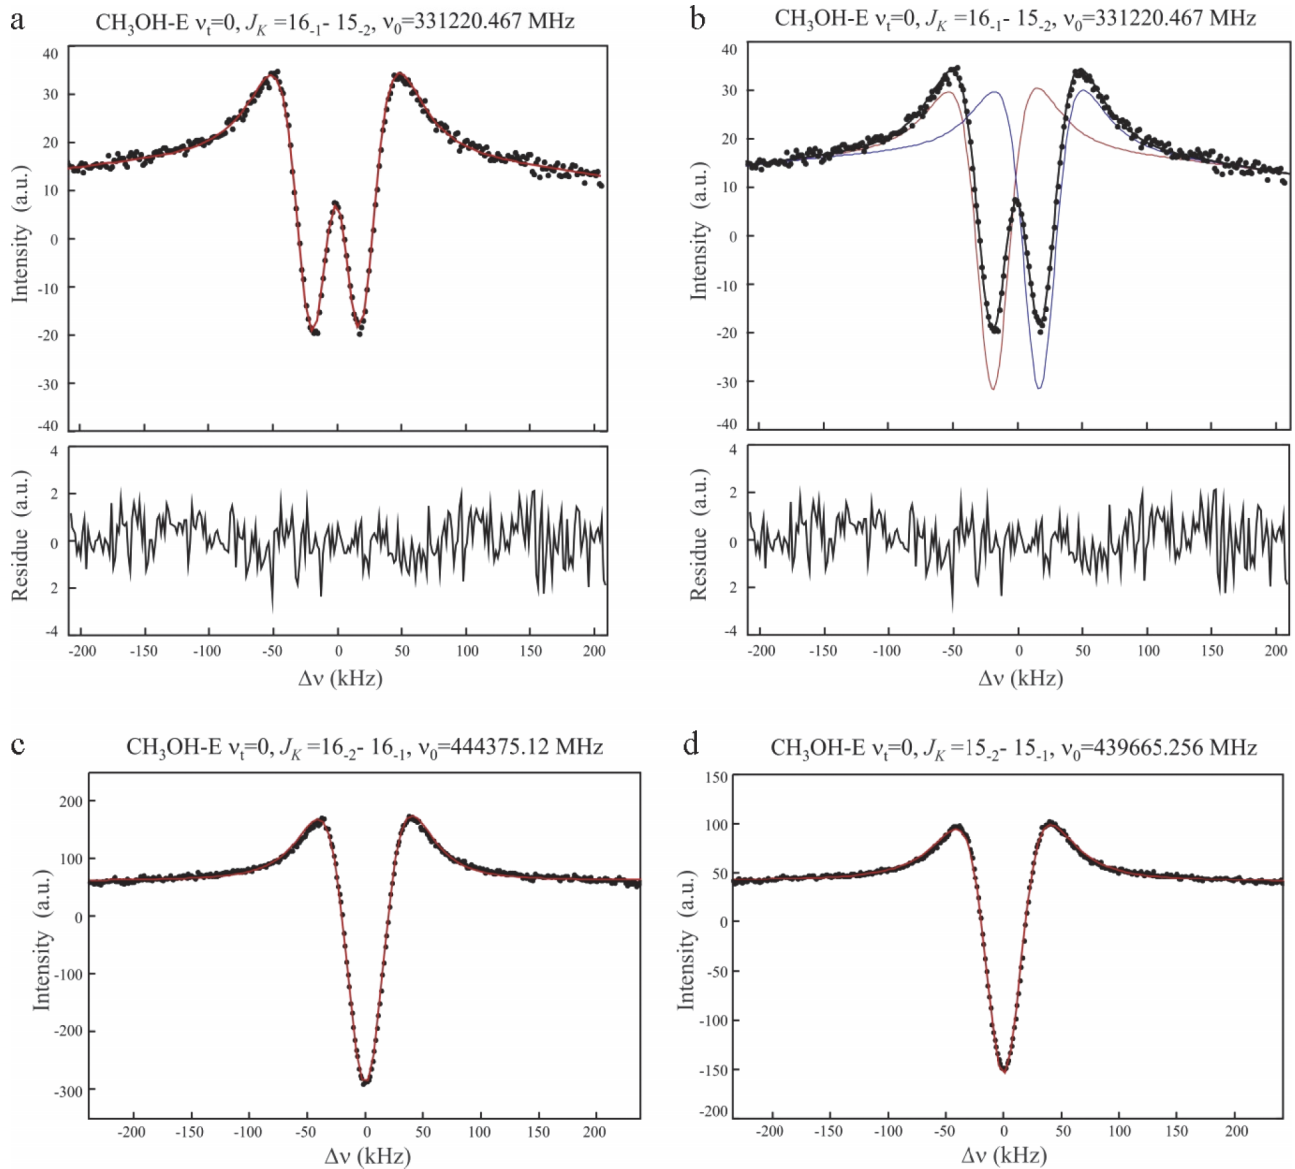 a
CH3OH-E νt=0, JK =16-1- 15-2, ν0=331220.467 MHz
40
30
20
10
0
-10
-20
-30
-40
Intensity (a.u.)
4
2
0
2
-4
Residue (a.u.)
-200 -150 -100 -50 0 50 100 150 200
Δν (kHz)
b
CH3OH-E νt=0, JK =16-1- 15-2, ν0=331220.467 MHz
40
30
20
10
0
-10
-20
-30
-40
Intensity (a.u.)
4
2
0
2
-4
Residue (a.u.)
-200 -150 -100 -50 0 50 100 150 200
Δν (kHz)
c
CH3OH-E νt=0, JK =16-2- 16-1, ν0=444375.12 MHz
200
100
0
-100
-200
-300
Intensity (a.u.)
-200 -150 -100 -50 0 50 100 150 200
Δν (kHz)
d
CH3OH-E νt=0, JK =15-2- 15-1, ν0=439665.256 MHz
150
100
50
0
-50
-100
-150
-200
Intensity (a.u.)
-200 -150 -100 -50 0 50 100 150 200
Δν (kHz)